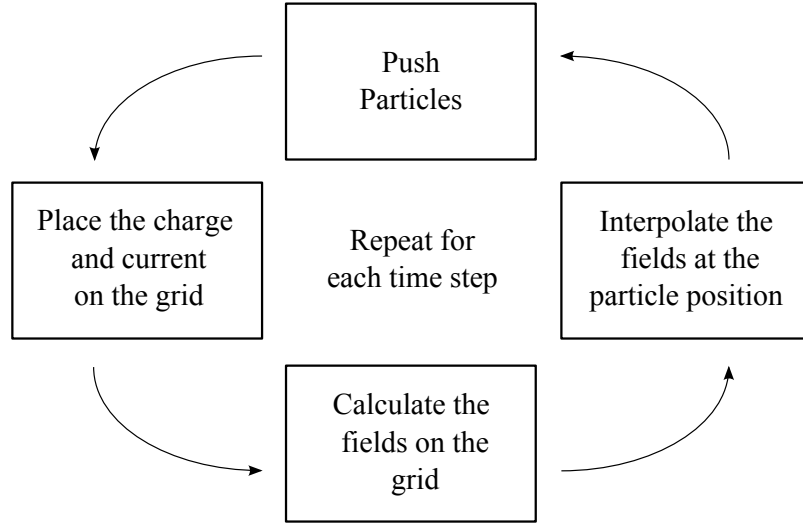 Push
Particles
Place the charge
and current
on the grid
Repeat for
each time step
Interpolate the
fields at the
particle position
Calculate the
fields on the
grid